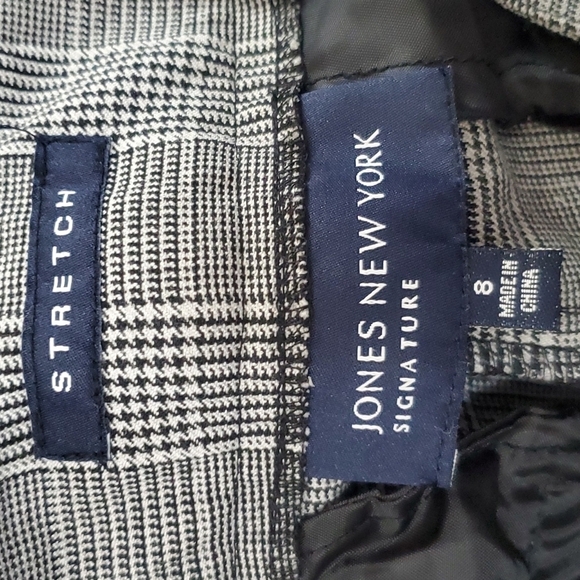 STRETCH
JONES NEW YORK
SIGNATURE
8
MADE IN
CHINA